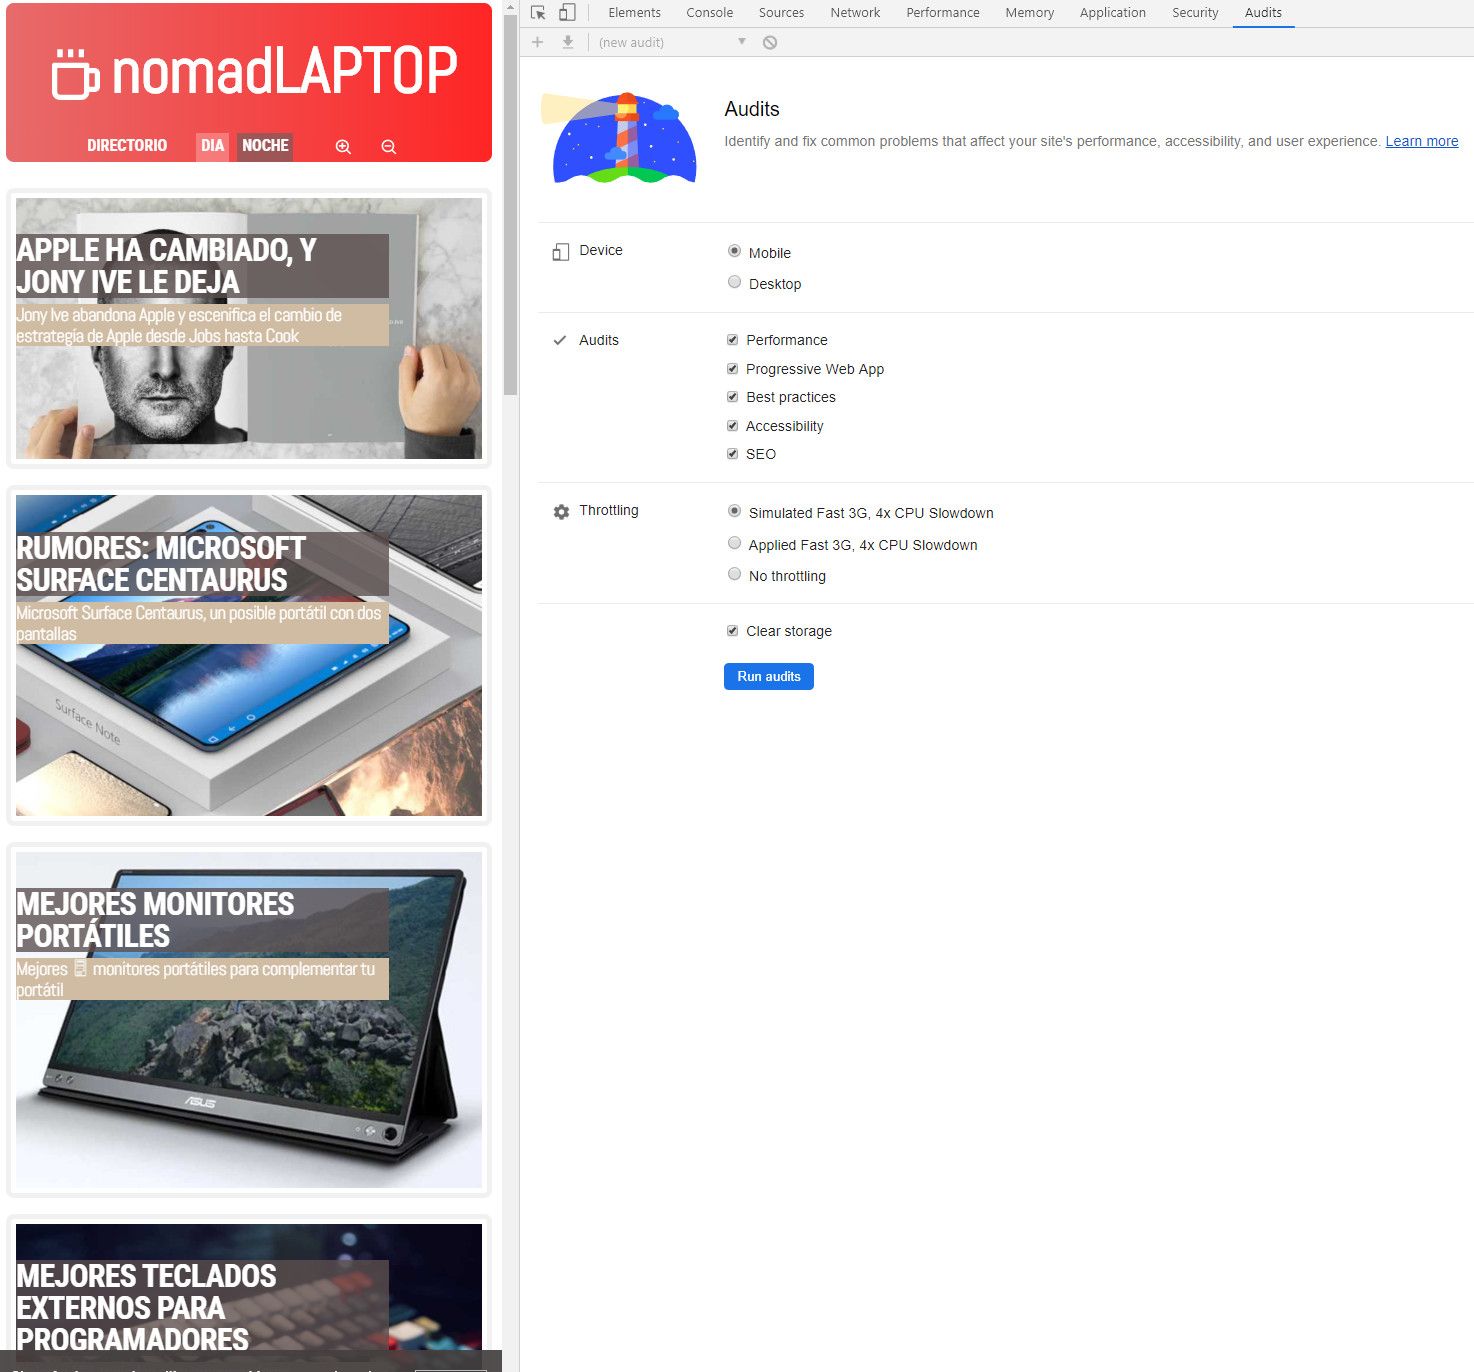 nomadLAPTOP
DIRECTORIO DIA NOCHE
APPLE HA CAMBIADO, Y
JONY IVE LE DEJA
Jony Ive abandona Apple y escenifica el cambio de
estrategía de Apple desde Jobs hasta Cook
RUMORES: MICROSOFT
SURFACE CENTAURUS
Microsoft Surface Centaurus, un posible portátil con dos
pantallas
Surface Note
MEJORES MONITORES
PORTÁTILES
Mejores monitores portátiles para complementar tu
portátil
ASUS
MEJORES TECLADOS
EXTERNOS PARA
PROGRAMADORES
Elements Console Sources Network Performance Memory Application Security Audits
(new audit)
Audits
Identify and fix common problems that affect your site's performance, accessibility, and user experience. Learn more
Device
Mobile
Desktop
Audits
Performance
Progressive Web App
Best practices
Accessibility
SEO
Throttling
Simulated Fast 3G, 4x CPU Slowdown
Applied Fast 3G, 4x CPU Slowdown
No throttling
Clear storage
Run audits